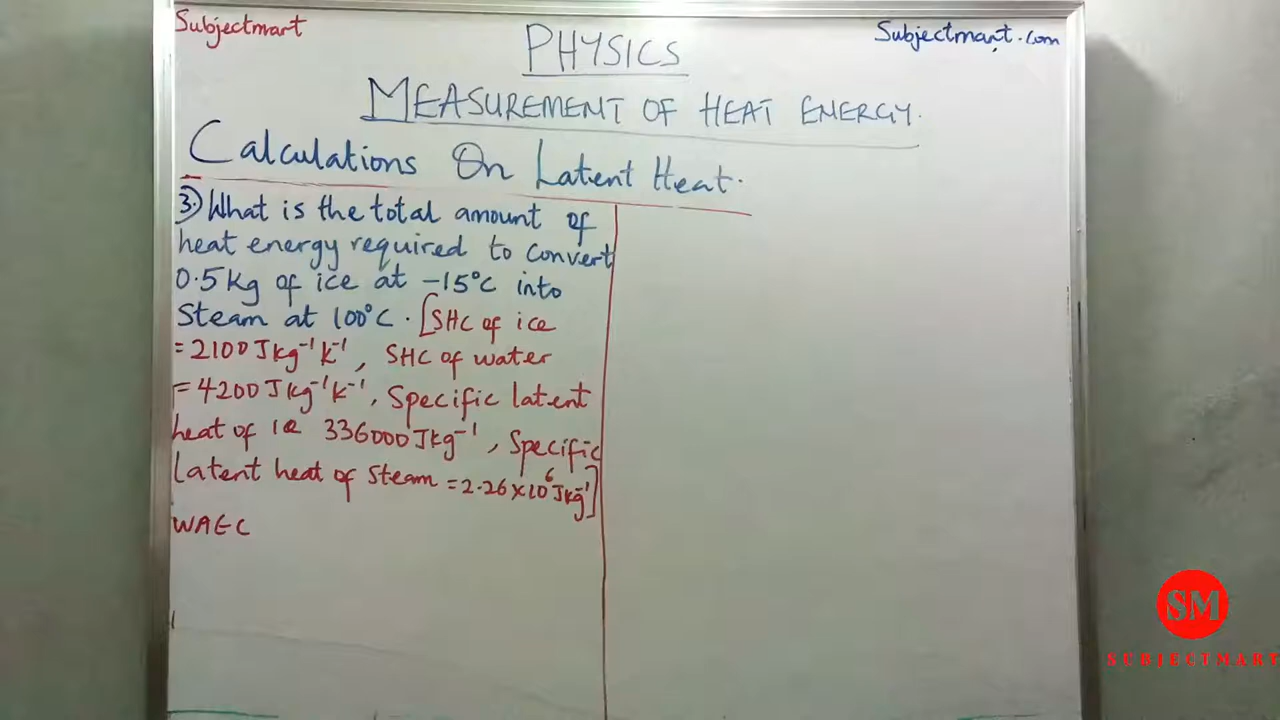 Subjectmart
Subjectmart.com
PHYSICS
MEASUREMENT OF HEAT ENERGY.
Calculations On Latent Heat.
3) What is the total amount of
heat energy required to convert
0.5kg of ice at -15°C into
Steam at 100°C. [SHC of ice
= 2100 Jkg⁻¹k⁻¹, SHC of water
= 4200 Jkg⁻¹k⁻¹, Specific latent
heat of ice 336000 Jkg⁻¹, Specific
latent heat of steam = 2.26×10⁶Jkg⁻¹]
WAEC
SM
SUBJECTMART